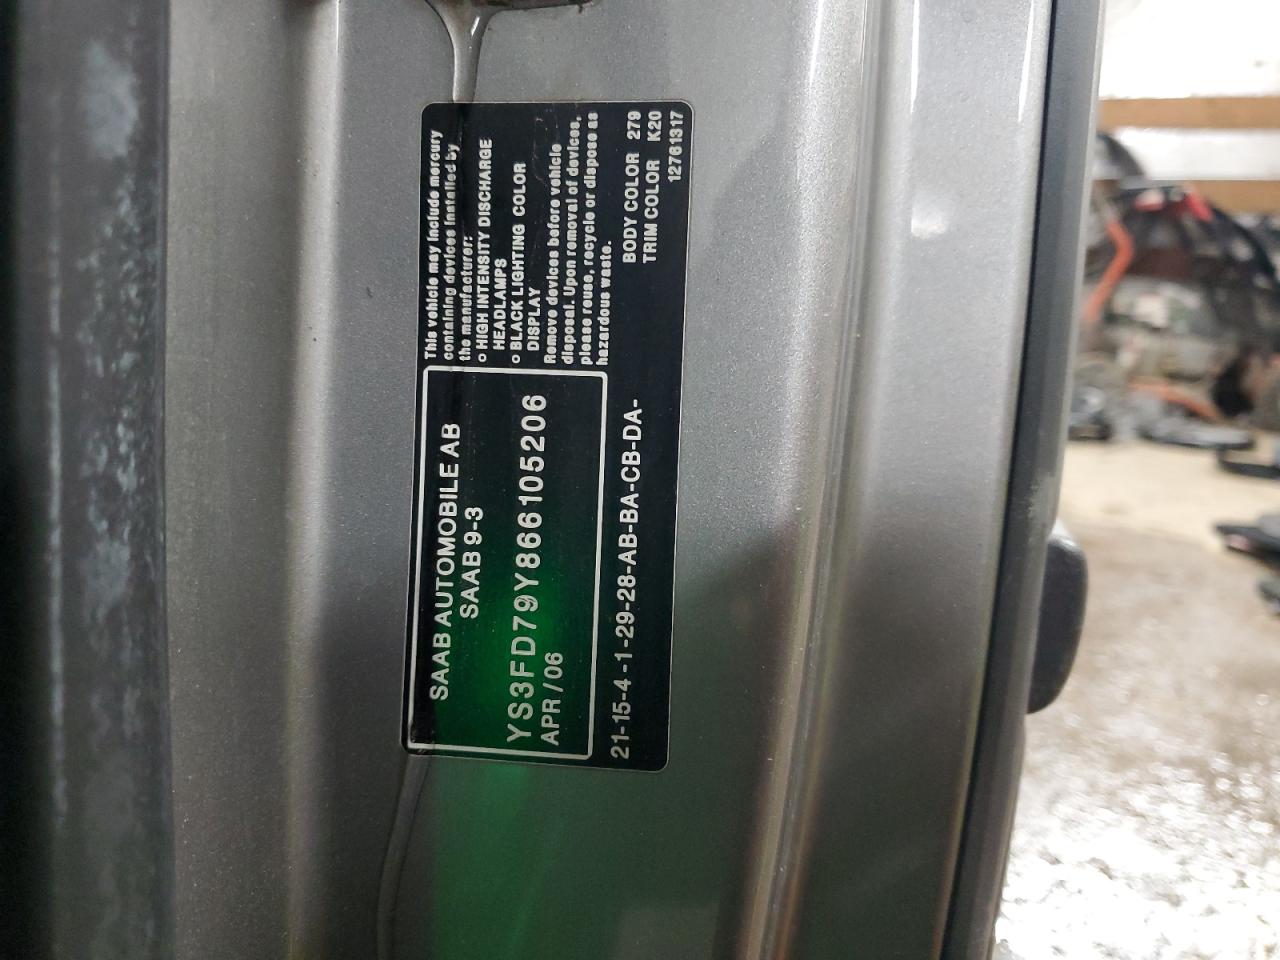 SAAB AUTOMOBILE AB
SAAB 9-3
YS3FD79Y866105206
APR/06
This vehicle may include mercury
containing devices installed by
the manufacturer:
o HIGH INTENSITY DISCHARGE
HEADLAMPS
o BLACK LIGHTING COLOR
DISPLAY
Remove devices before vehicle
disposal. Upon removal of devices,
please reuse, recycle or dispose as
hazardous waste.
21-15-4-1-29-28-AB-BA-CB-DA-
BODY COLOR 279
TRIM COLOR K20
12761317